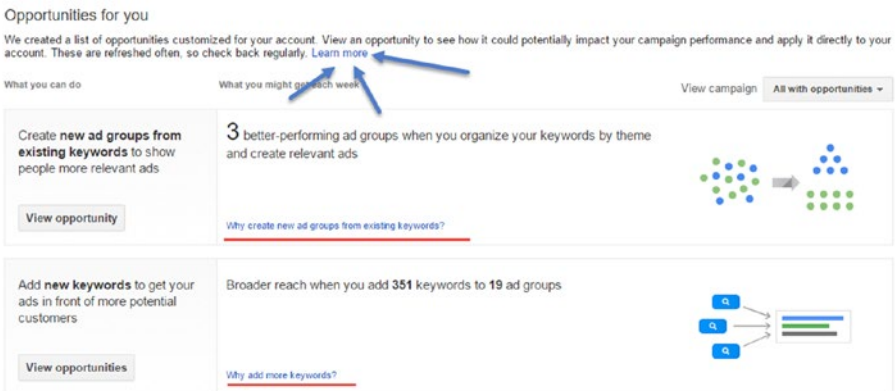 Opportunities for you
We created a list of opportunities customized for your account. View an opportunity to see how it could potentially impact your campaign performance and apply it directly to your
account. These are refreshed often, so check back regularly. Learn more
What you can do
What you might get each week
View campaign
All with opportunities
Create new ad groups from
existing keywords to show
people more relevant ads
View opportunity
3 better-performing ad groups when you organize your keywords by theme
and create relevant ads
Why create new ad groups from existing keywords?
Add new keywords to get your
ads in front of more potential
customers
View opportunities
Broader reach when you add 351 keywords to 19 ad groups
Why add more keywords?